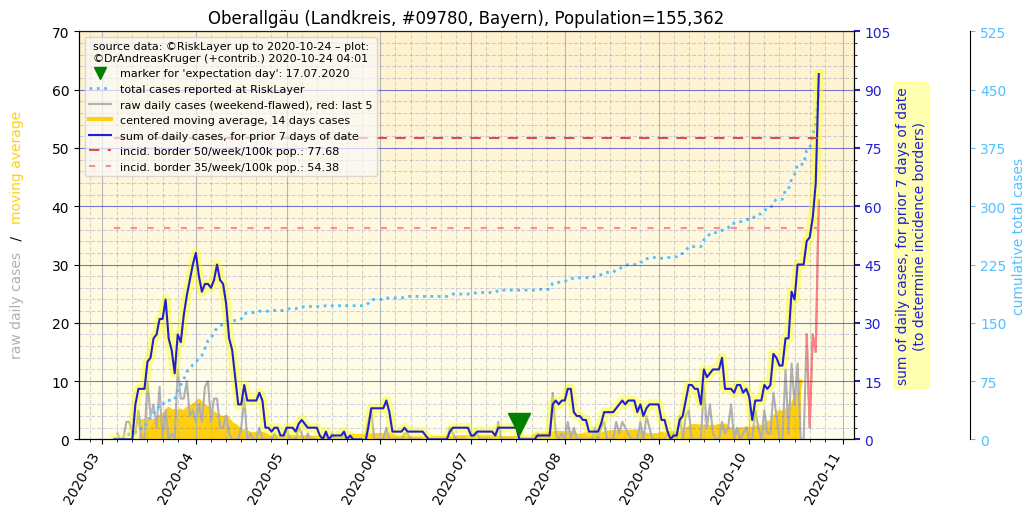 Oberallgäu (Landkreis, #09780, Bayern), Population=155,362
source data: ©RiskLayer up to 2020-10-24 – plot:
©DrAndreasKruger (+contrib.) 2020-10-24 04:01
marker for 'expectation day': 17.07.2020
total cases reported at RiskLayer
raw daily cases (weekend-flawed), red: last 5
centered moving average, 14 days cases
sum of daily cases, for prior 7 days of date
incid. border 50/week/100k pop.: 77.68
incid. border 35/week/100k pop.: 54.38
raw daily cases / moving average
70
60
50
40
30
20
10
0
2020-03
2020-04
2020-05
2020-06
2020-07
2020-08
2020-09
2020-10
2020-11
105
90
75
60
45
30
15
0
sum of daily cases, for prior 7 days of date
(to determine incidence borders)
525
450
375
300
225
150
75
0
cumulative total cases